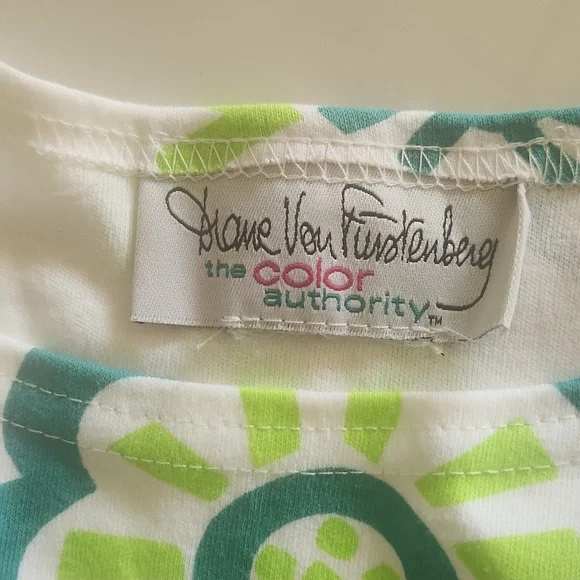 Diane Von Furstenberg
the color
authority™